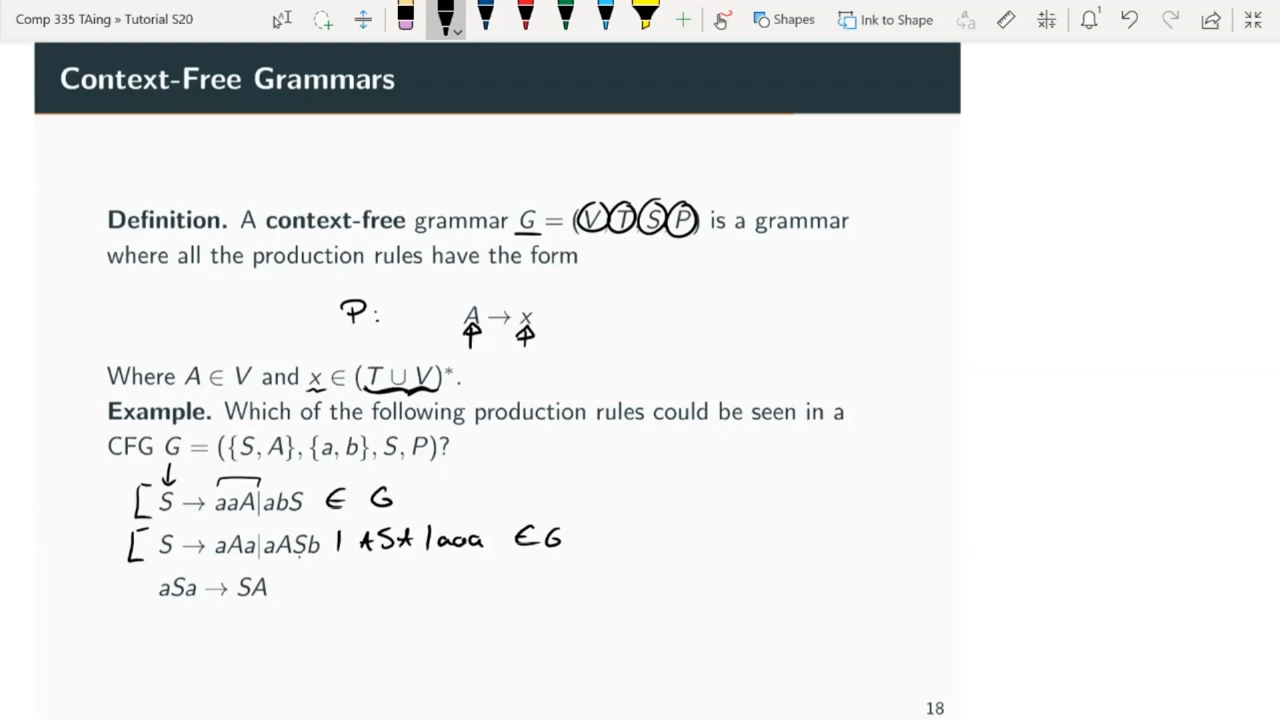 Comp 335 TAing » Tutorial S20
Shapes
Ink to Shape
Context-Free Grammars
Definition. A context-free grammar G = (V, T, S, P) is a grammar
where all the production rules have the form
P: A → x
Where A ∈ V and x ∈ (T ∪ V)*.
Example. Which of the following production rules could be seen in a
CFG G = ({S, A}, {a, b}, S, P)?
S → aaA|abS ∈ G
S → aAa|aASb | ASA | aaa ∈ G
aSa → SA
18